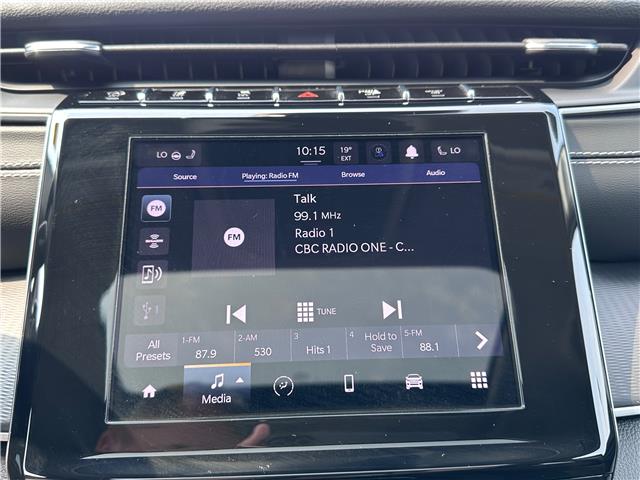 LO 10:15 19° EXT LO
Source Playing: Radio FM Browse Audio
FM
Talk
99.1 MHz
FM
Radio 1
CBC RADIO ONE - C...
1
TUNE
All Presets 1-FM 87.9 2-AM 530 3 Hits 1 4 Hold to Save 5-FM 88.1
Media